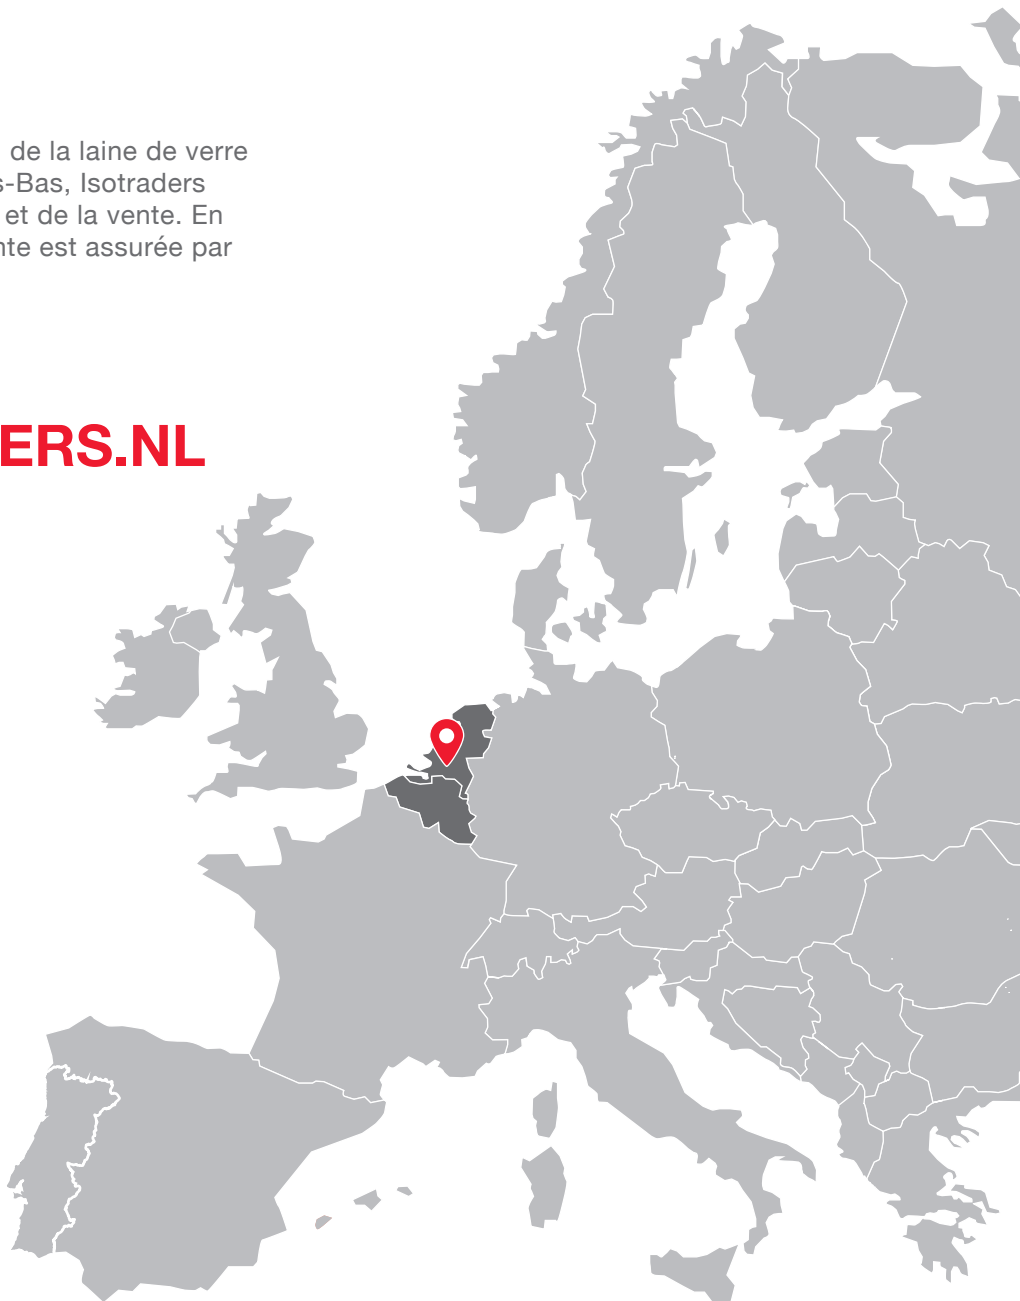 de la laine de verre
s-Bas, Isotraders
et de la vente. En
nte est assurée par
ERS.NL